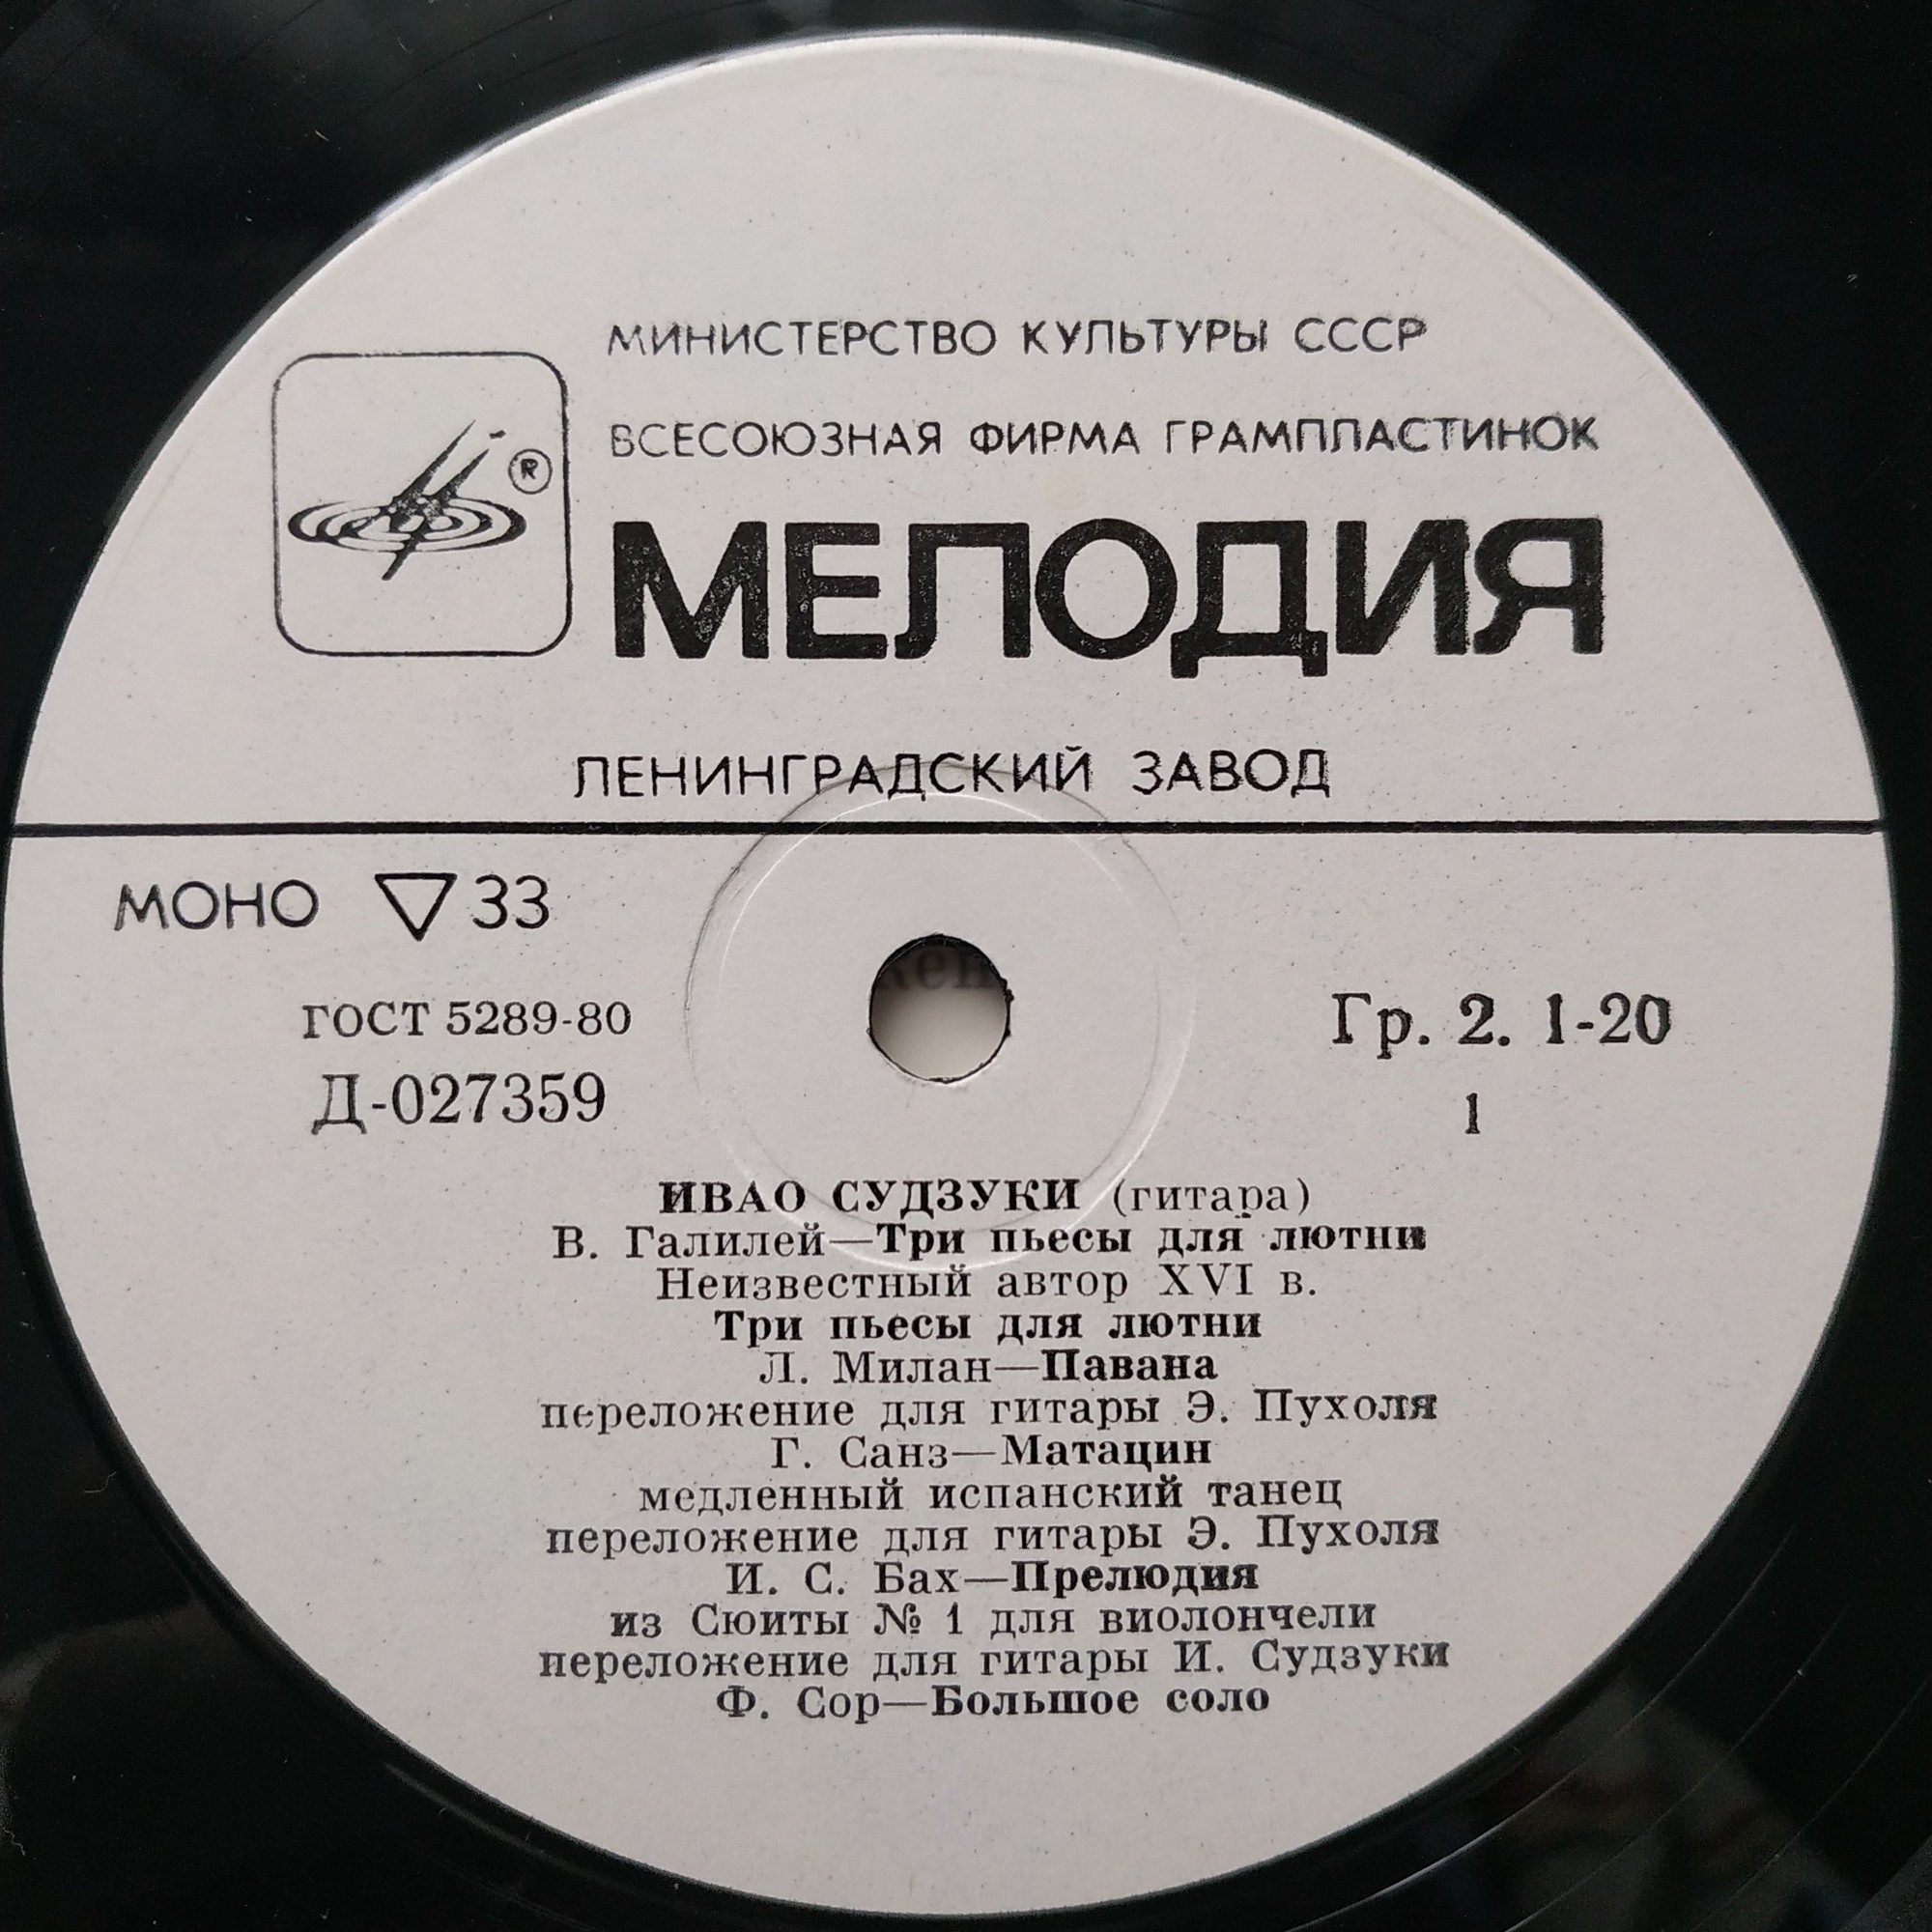 МИНИСТЕРСТВО КУЛЬТУРЫ СССР
ВСЕСОЮЗНАЯ ФИРМА ГРАМПЛАСТИНОК
®
МЕЛОДИЯ
ЛЕНИНГРАДСКИЙ ЗАВОД
МОНО ▽ 33
ГОСТ 5289-80
Гр. 2. 1-20
Д-027359
1
ИВАО СУДЗУКИ (гитара)
В. Галилей—Три пьесы для лютни
Неизвестный автор XVI в.
Три пьесы для лютни
Л. Милан—Павана
переложение для гитары Э. Пухоля
Г. Санз—Матацин
медленный испанский танец
переложение для гитары Э. Пухоля
И. С. Бах—Прелюдия
из Сюиты № 1 для виолончели
переложение для гитары И. Судзуки
Ф. Сор—Большое соло